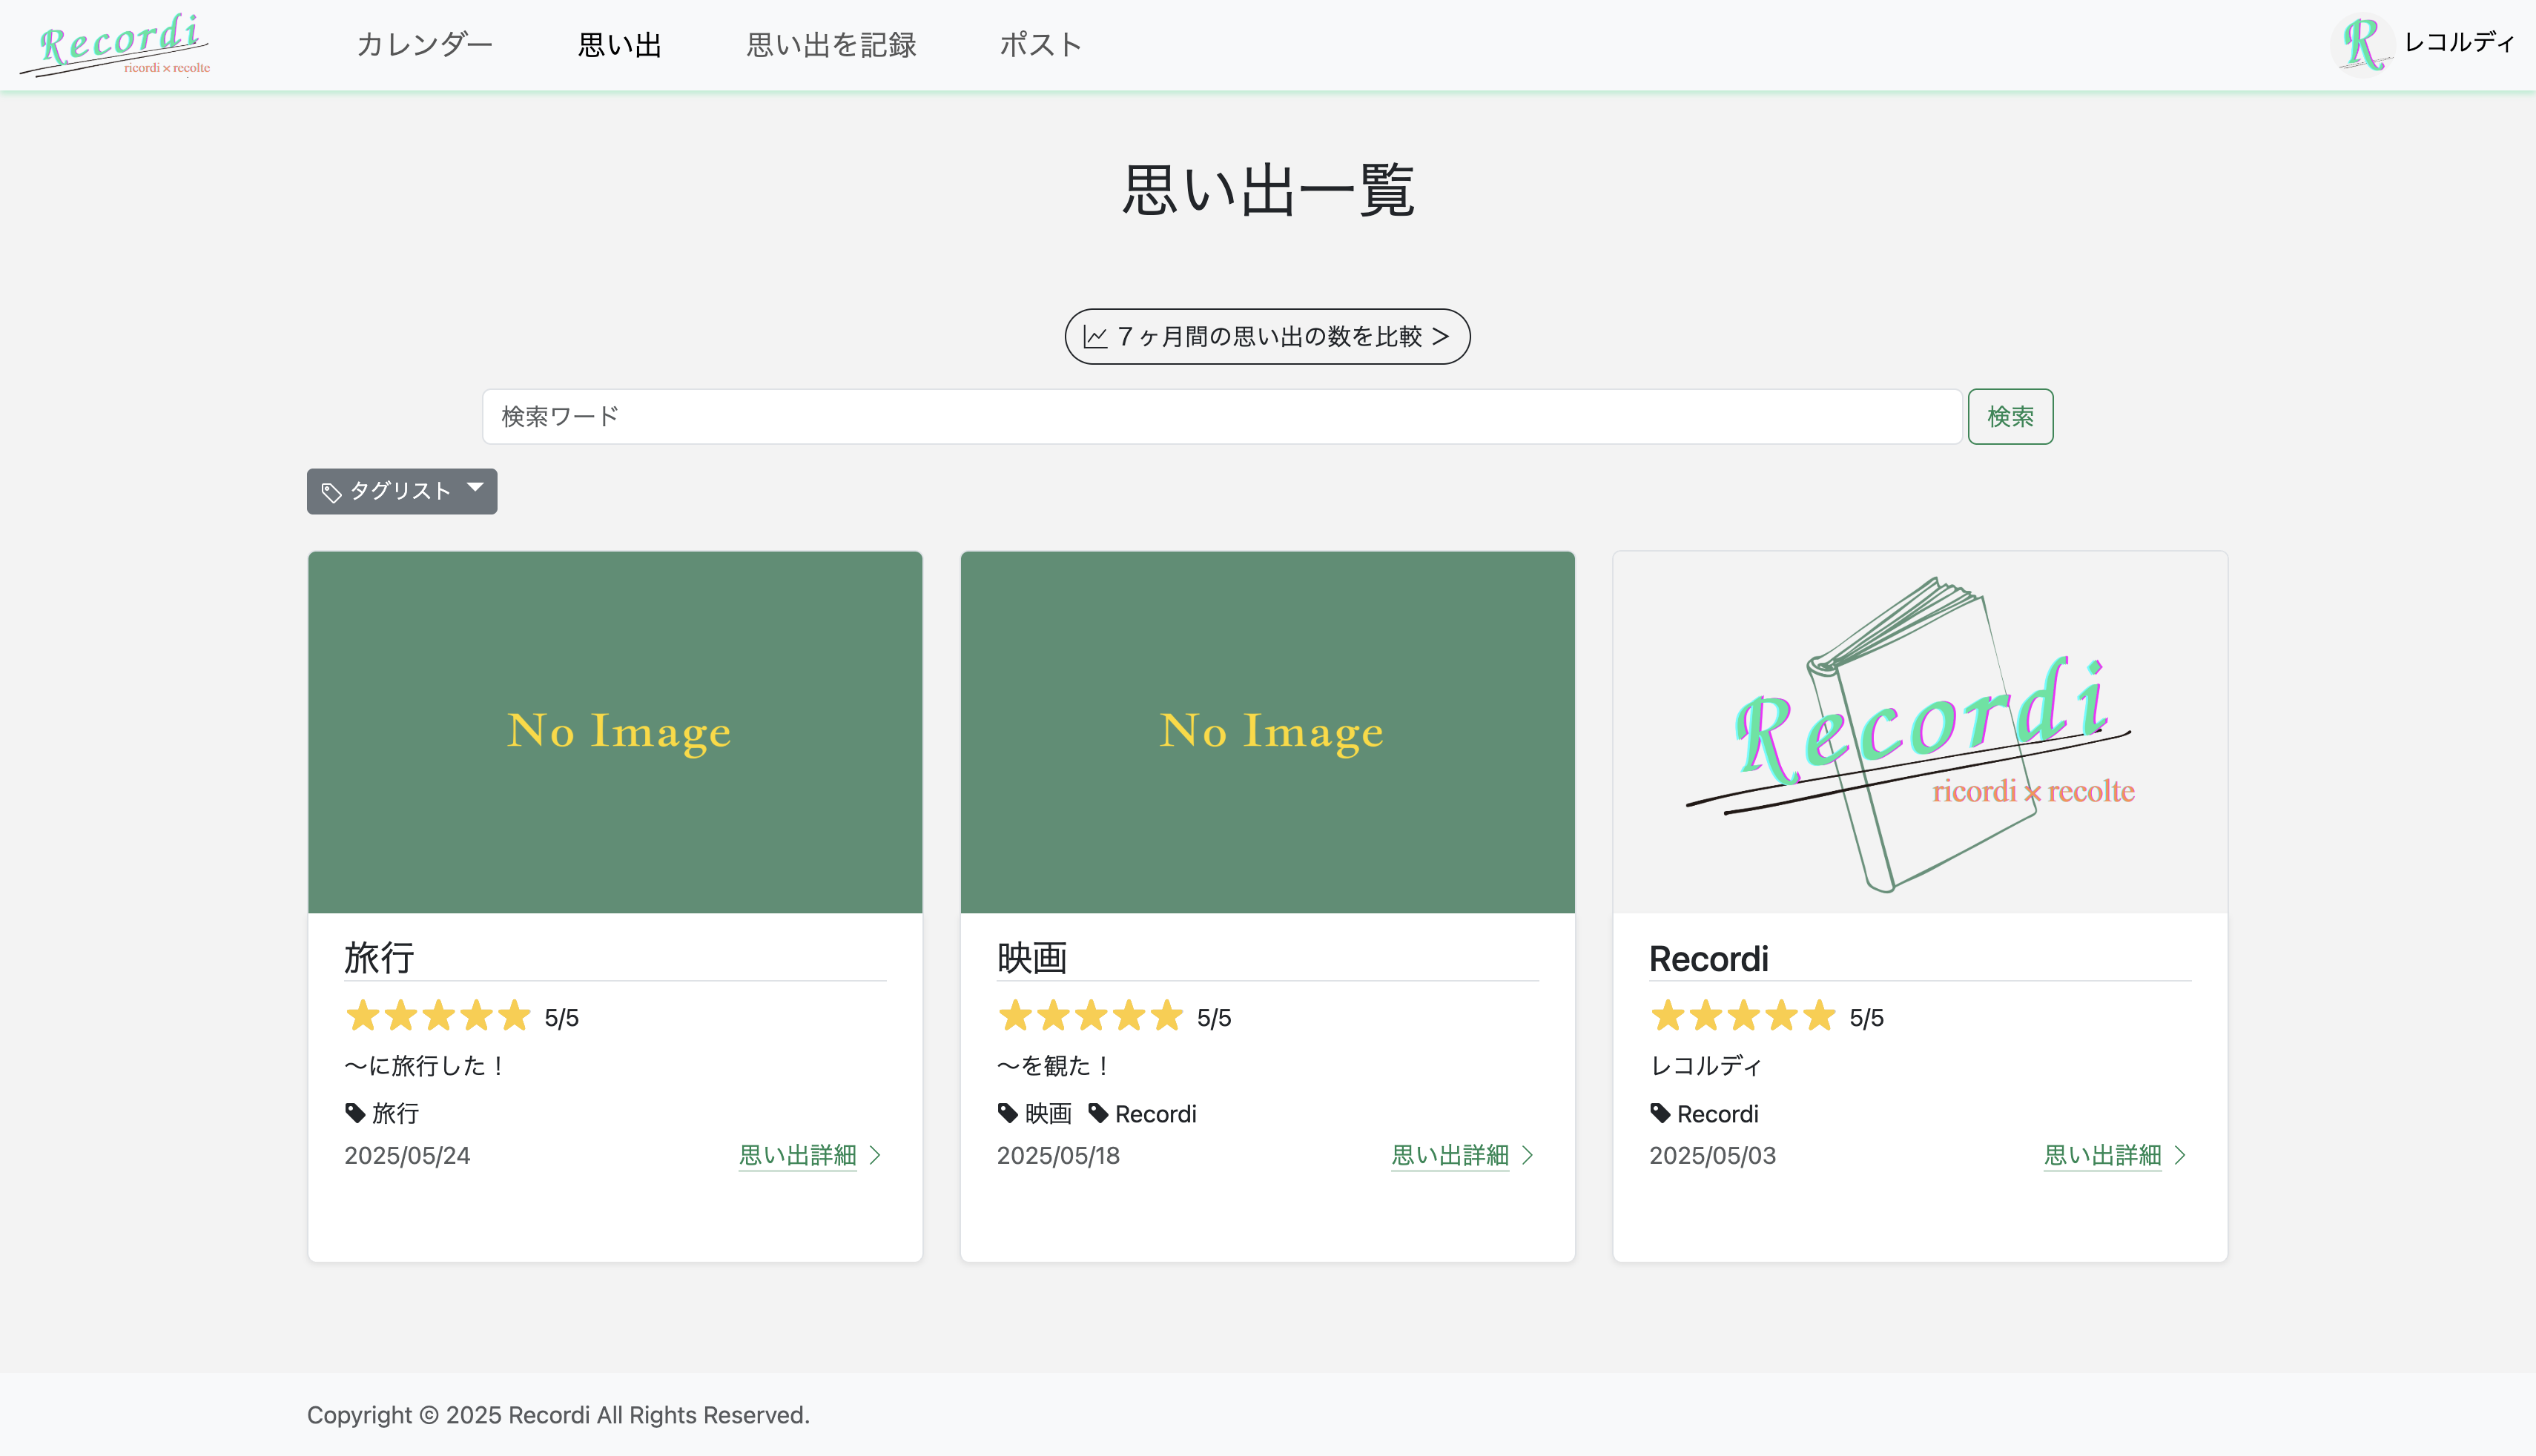 Recordi
ricordi × recolte
カレンダー
思い出
思い出を記録
ポスト
R
レコルディ
思い出一覧
７ヶ月間の思い出の数を比較 ＞
検索ワード
検索
タグリスト
No Image
旅行
5/5
〜に旅行した！
旅行
2025/05/24
思い出詳細
No Image
映画
5/5
〜を観た！
映画 Recordi
2025/05/18
思い出詳細
Recordi
ricordi × recolte
Recordi
5/5
レコルディ
Recordi
2025/05/03
思い出詳細
Copyright © 2025 Recordi All Rights Reserved.